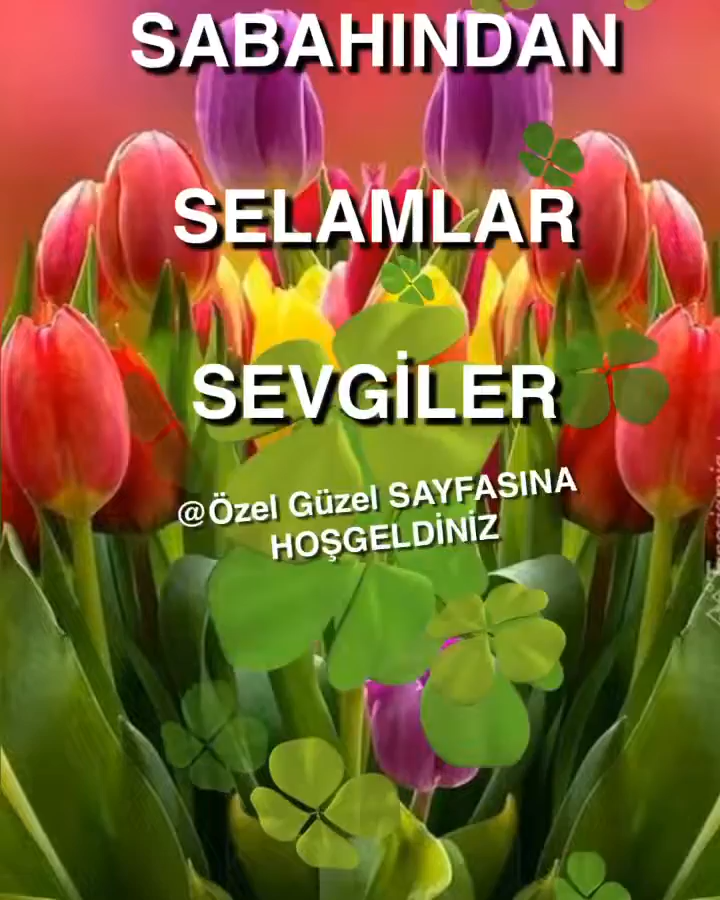 SABAHINDAN
SELAMLAR
SEVGİLER
@Özel Güzel SAYFASINA
HOŞGELDİNİZ